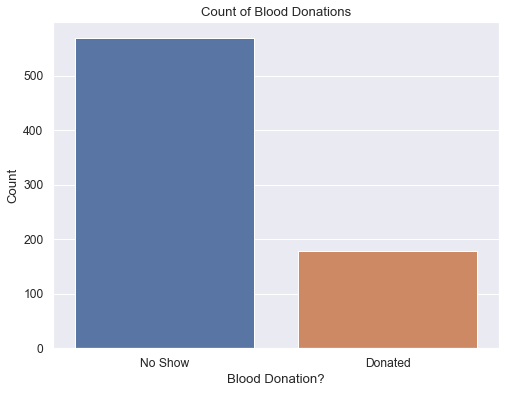 Count of Blood Donations
500
400
300
200
100
0
Count
No Show
Donated
Blood Donation?